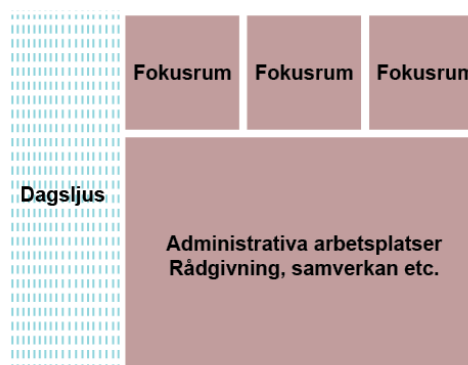 Fokusrum
Fokusrum
Fokusrum
Dagsljus
Administrativa arbetsplatser
Rådgivning, samverkan etc.